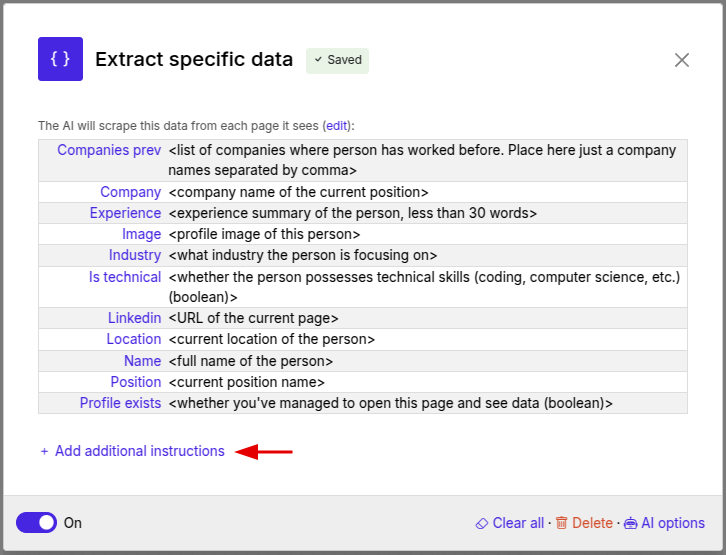 { } Extract specific data ✓ Saved
The AI will scrape this data from each page it sees (edit):
Companies prev <list of companies where person has worked before. Place here just a company
names separated by comma>
Company <company name of the current position>
Experience <experience summary of the person, less than 30 words>
Image <profile image of this person>
Industry <what industry the person is focusing on>
Is technical <whether the person possesses technical skills (coding, computer science, etc.)
(boolean)>
Linkedin <URL of the current page>
Location <current location of the person>
Name <full name of the person>
Position <current position name>
Profile exists <whether you've managed to open this page and see data (boolean)>
+ Add additional instructions
On Clear all · Delete · AI options